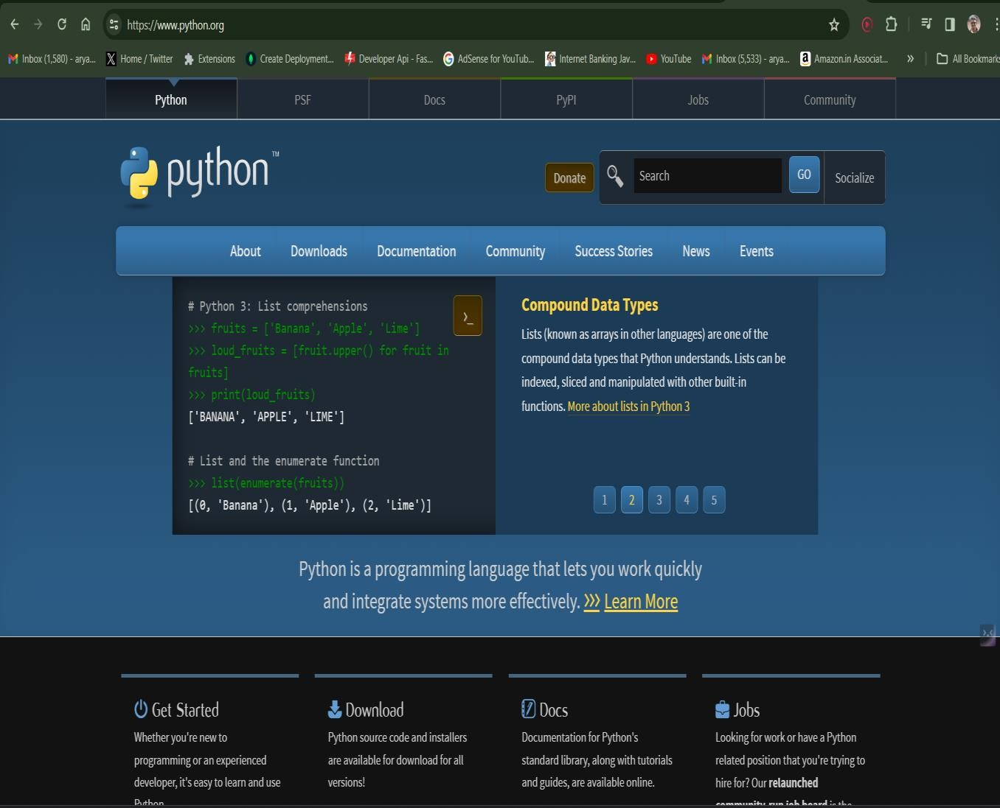 https://www.python.org
Inbox (1,580) - arya... Home / Twitter Extensions Create Deployment... Developer Api - Fas... AdSense for YouTub... Internet Banking Jav... YouTube Inbox (5,533) - arya... Amazon.in Associat... » All Bookmarks
Python PSF Docs PyPI Jobs Community
python™
Donate Search GO Socialize
About Downloads Documentation Community Success Stories News Events
# Python 3: List comprehensions
>>> fruits = ['Banana', 'Apple', 'Lime']
>>> loud_fruits = [fruit.upper() for fruit in
fruits]
>>> print(loud_fruits)
['BANANA', 'APPLE', 'LIME']
# List and the enumerate function
>>> list(enumerate(fruits))
[(0, 'Banana'), (1, 'Apple'), (2, 'Lime')]
>_
Compound Data Types
Lists (known as arrays in other languages) are one of the
compound data types that Python understands. Lists can be
indexed, sliced and manipulated with other built-in
functions. More about lists in Python 3
1 2 3 4 5
Python is a programming language that lets you work quickly
and integrate systems more effectively. >>> Learn More
Get Started
Whether you're new to
programming or an experienced
developer, it's easy to learn and use
Python.
Download
Python source code and installers
are available for download for all
versions!
Docs
Documentation for Python's
standard library, along with tutorials
and guides, are available online.
Jobs
Looking for work or have a Python
related position that you're trying to
hire for? Our relaunched
community-run job board is the